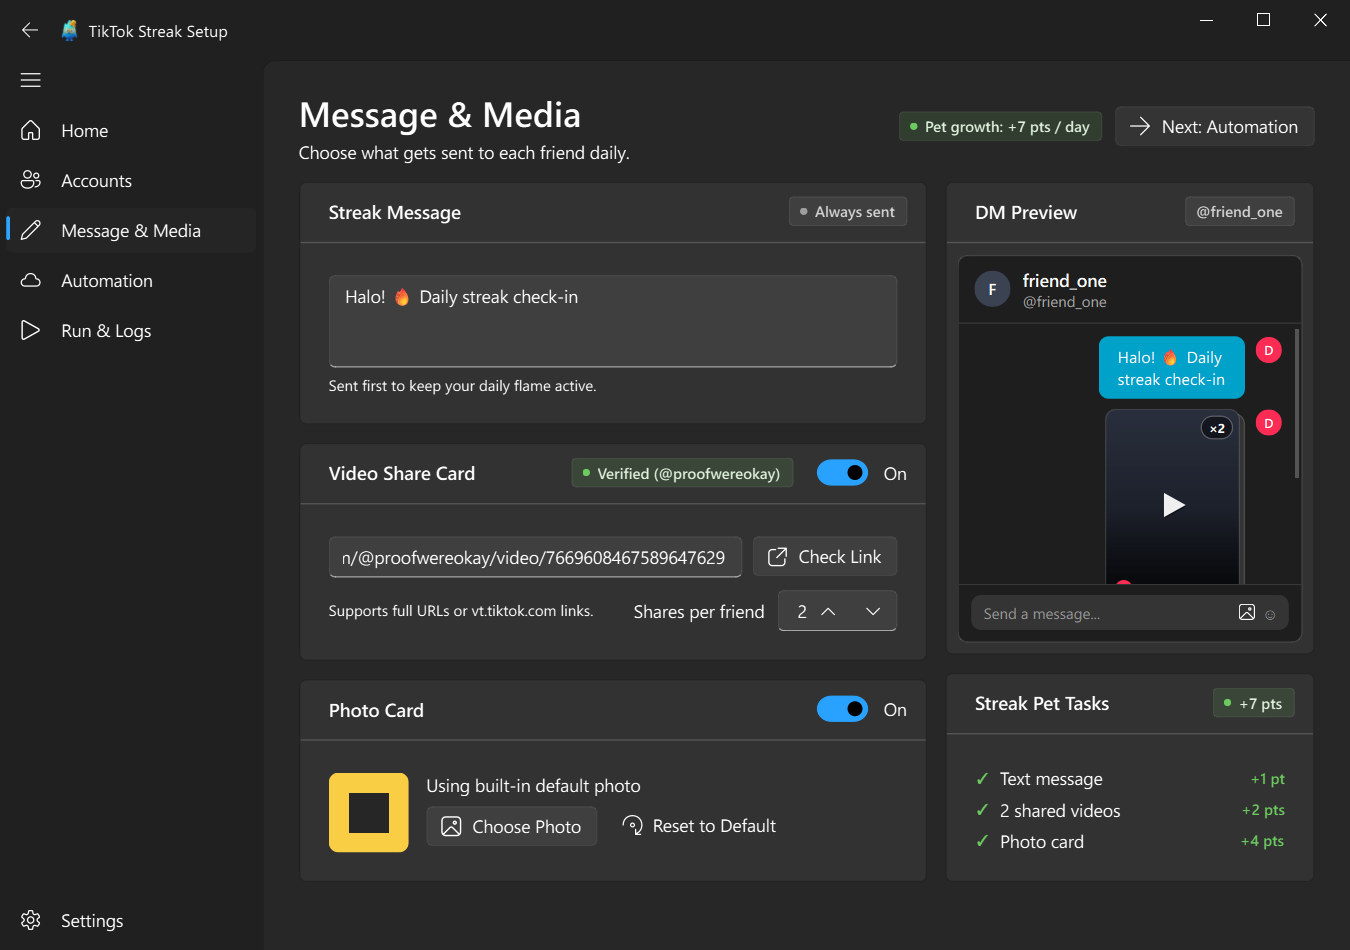 TikTok Streak Setup
Home
Accounts
Message & Media
Automation
Run & Logs
Settings
Message & Media
Choose what gets sent to each friend daily.
Pet growth: +7 pts / day
Next: Automation
Streak Message
Always sent
Halo! 🔥 Daily streak check-in
Sent first to keep your daily flame active.
Video Share Card
Verified (@proofwereokay)
On
/@proofwereokay/video/7669608467589647629
Check Link
Supports full URLs or vt.tiktok.com links.
Shares per friend
2
Photo Card
On
Using built-in default photo
Choose Photo
Reset to Default
DM Preview
@friend_one
F
friend_one
@friend_one
Halo! 🔥 Daily
streak check-in
D
×2
D
Send a message...
Streak Pet Tasks
+7 pts
✓ Text message +1 pt
✓ 2 shared videos +2 pts
✓ Photo card +4 pts